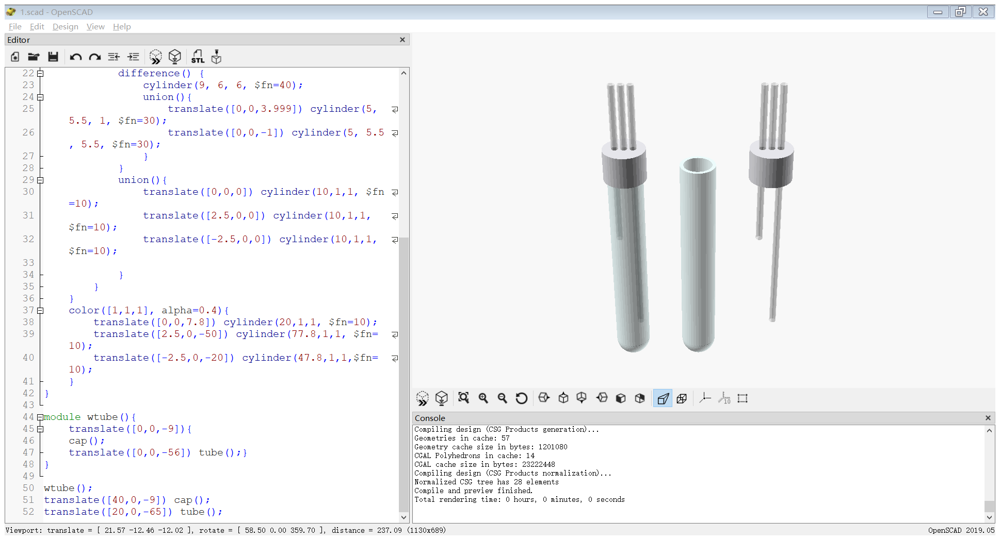 1.scad - OpenSCAD
File Edit Design View Help
Editor
STL
22 difference() {
23 cylinder(9, 6, 6, $fn=40);
24 union(){
25 translate([0,0,3.999]) cylinder(5,
5.5, 1, $fn=30);
26 translate([0,0,-1]) cylinder(5, 5.5
, 5.5, $fn=30);
27 }
28 }
29 union(){
30 translate([0,0,0]) cylinder(10,1,1, $fn
=10);
31 translate([2.5,0,0]) cylinder(10,1,1,
$fn=10);
32 translate([-2.5,0,0]) cylinder(10,1,1,
$fn=10);
33
34 }
35 }
36 }
37 color([1,1,1], alpha=0.4){
38 translate([0,0,7.8]) cylinder(20,1,1, $fn=10);
39 translate([2.5,0,-50]) cylinder(77.8,1,1, $fn=
10);
40 translate([-2.5,0,-20]) cylinder(47.8,1,1,$fn=
10);
41 }
42 }
43
44 module wtube(){
45 translate([0,0,-9]){
46 cap();
47 translate([0,0,-56]) tube();}
48 }
49
50 wtube();
51 translate([40,0,-9]) cap();
52 translate([20,0,-65]) tube();
10
Console
Compiling design (CSG Products generation)...
Geometries in cache: 57
Geometry cache size in bytes: 1201080
CGAL Polyhedrons in cache: 14
CGAL cache size in bytes: 23222448
Compiling design (CSG Products normalization)...
Normalized CSG tree has 28 elements
Compile and preview finished.
Total rendering time: 0 hours, 0 minutes, 0 seconds
Viewport: translate = [ 21.57 -12.46 -12.02 ], rotate = [ 58.50 0.00 359.70 ], distance = 237.09 (1130x689)
OpenSCAD 2019.05